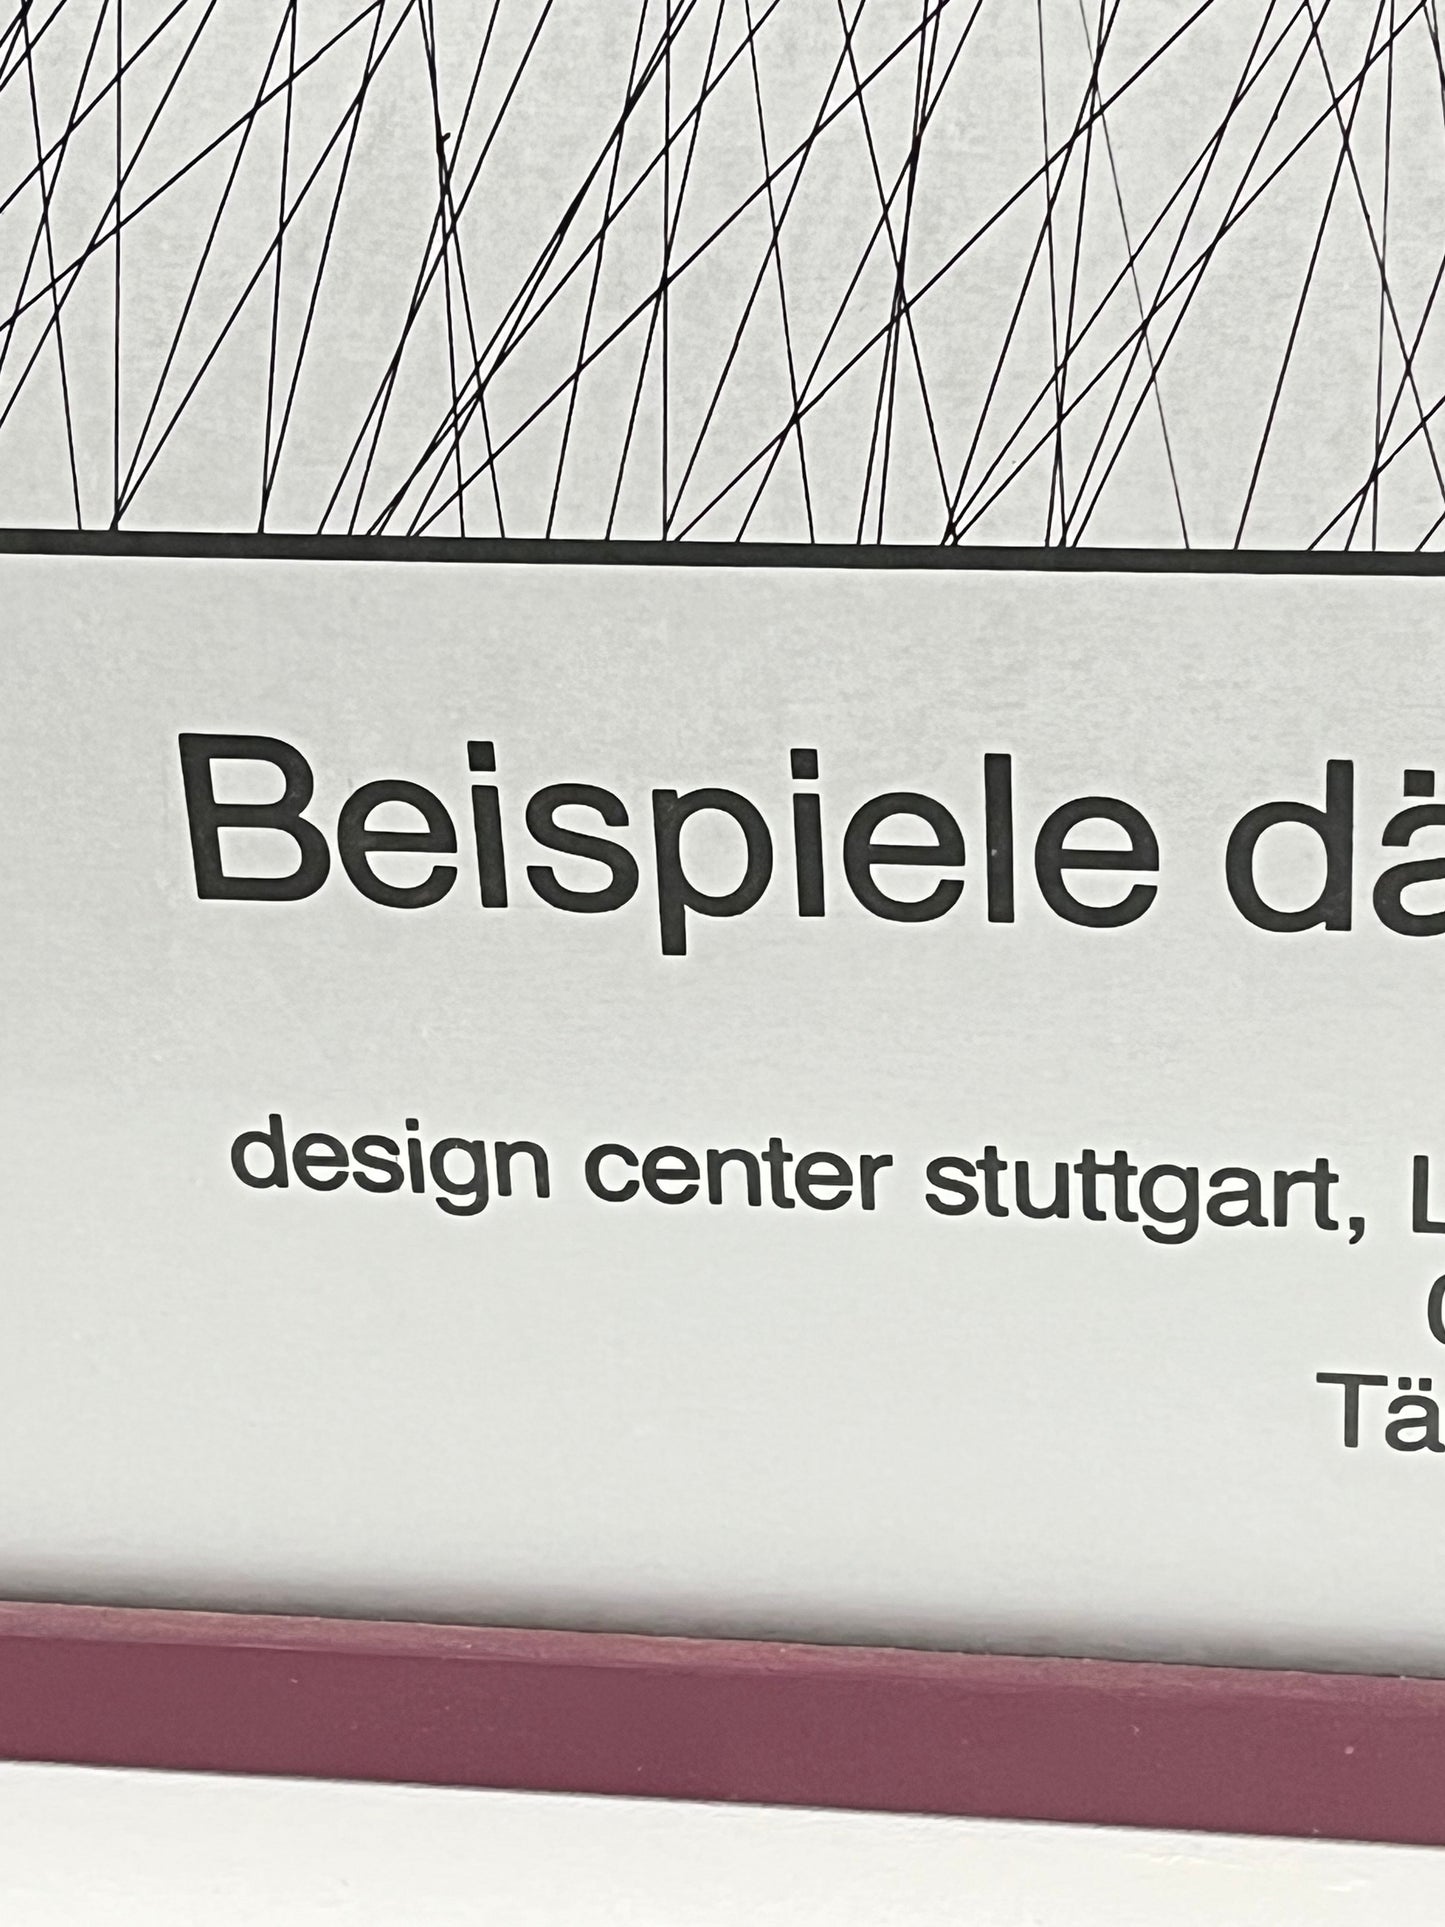 Beispiele dä
design center stuttgart, L
Tä